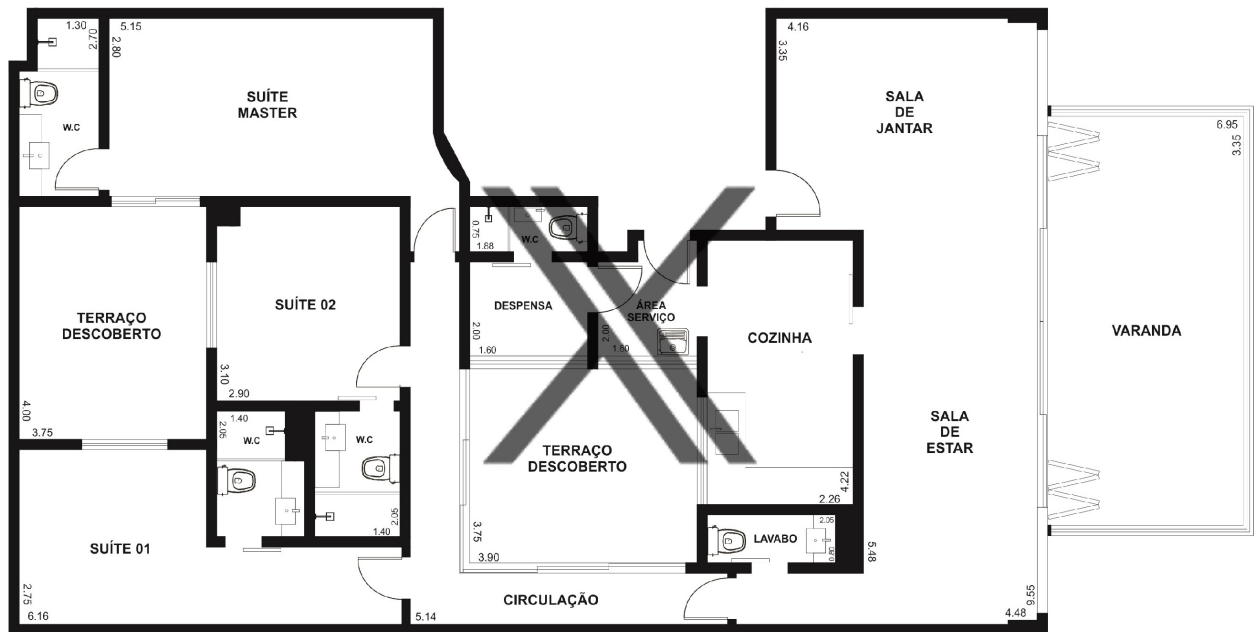 1.30
2.70
W.C
5.15
2.80
SUÍTE
MASTER
4.16
3.35
SALA
DE
JANTAR
6.95
3.35
VARANDA
TERRAÇO
DESCOBERTO
4.00
3.75
SUÍTE 02
3.10
2.90
0.75
1.88
W.C
DESPENSA
2.00
1.60
ÁREA
SERVIÇO
2.00
1.80
COZINHA
4.22
2.26
SALA
DE
ESTAR
5.48
9.55
4.48
1.40
2.05
W.C
W.C
2.05
1.40
TERRAÇO
DESCOBERTO
3.75
3.90
LAVABO
2.05
0.80
SUÍTE 01
2.75
6.16
CIRCULAÇÃO
5.14